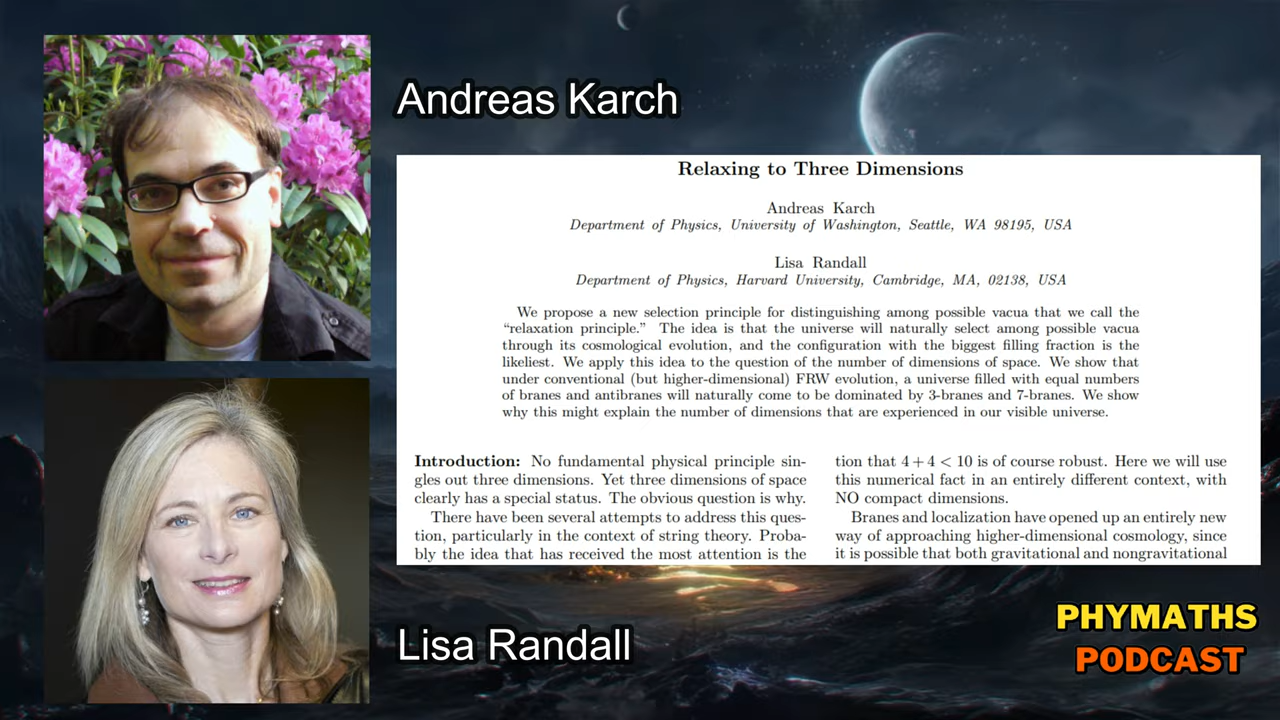 Andreas Karch
Relaxing to Three Dimensions
Andreas Karch
Department of Physics, University of Washington, Seattle, WA 98195, USA
Lisa Randall
Department of Physics, Harvard University, Cambridge, MA, 02138, USA
We propose a new selection principle for distinguishing among possible vacua that we call the
“relaxation principle.” The idea is that the universe will naturally select among possible vacua
through its cosmological evolution, and the configuration with the biggest filling fraction is the
likeliest. We apply this idea to the question of the number of dimensions of space. We show that
under conventional (but higher-dimensional) FRW evolution, a universe filled with equal numbers
of branes and antibranes will naturally come to be dominated by 3-branes and 7-branes. We show
why this might explain the number of dimensions that are experienced in our visible universe.
Introduction: No fundamental physical principle sin-
gles out three dimensions. Yet three dimensions of space
clearly has a special status. The obvious question is why.
There have been several attempts to address this ques-
tion, particularly in the context of string theory. Proba-
bly the idea that has received the most attention is the
tion that 4 + 4 < 10 is of course robust. Here we will use
this numerical fact in an entirely different context, with
NO compact dimensions.
Branes and localization have opened up an entirely new
way of approaching higher-dimensional cosmology, since
it is possible that both gravitational and nongravitational
Lisa Randall
PHYMATHS
PODCAST